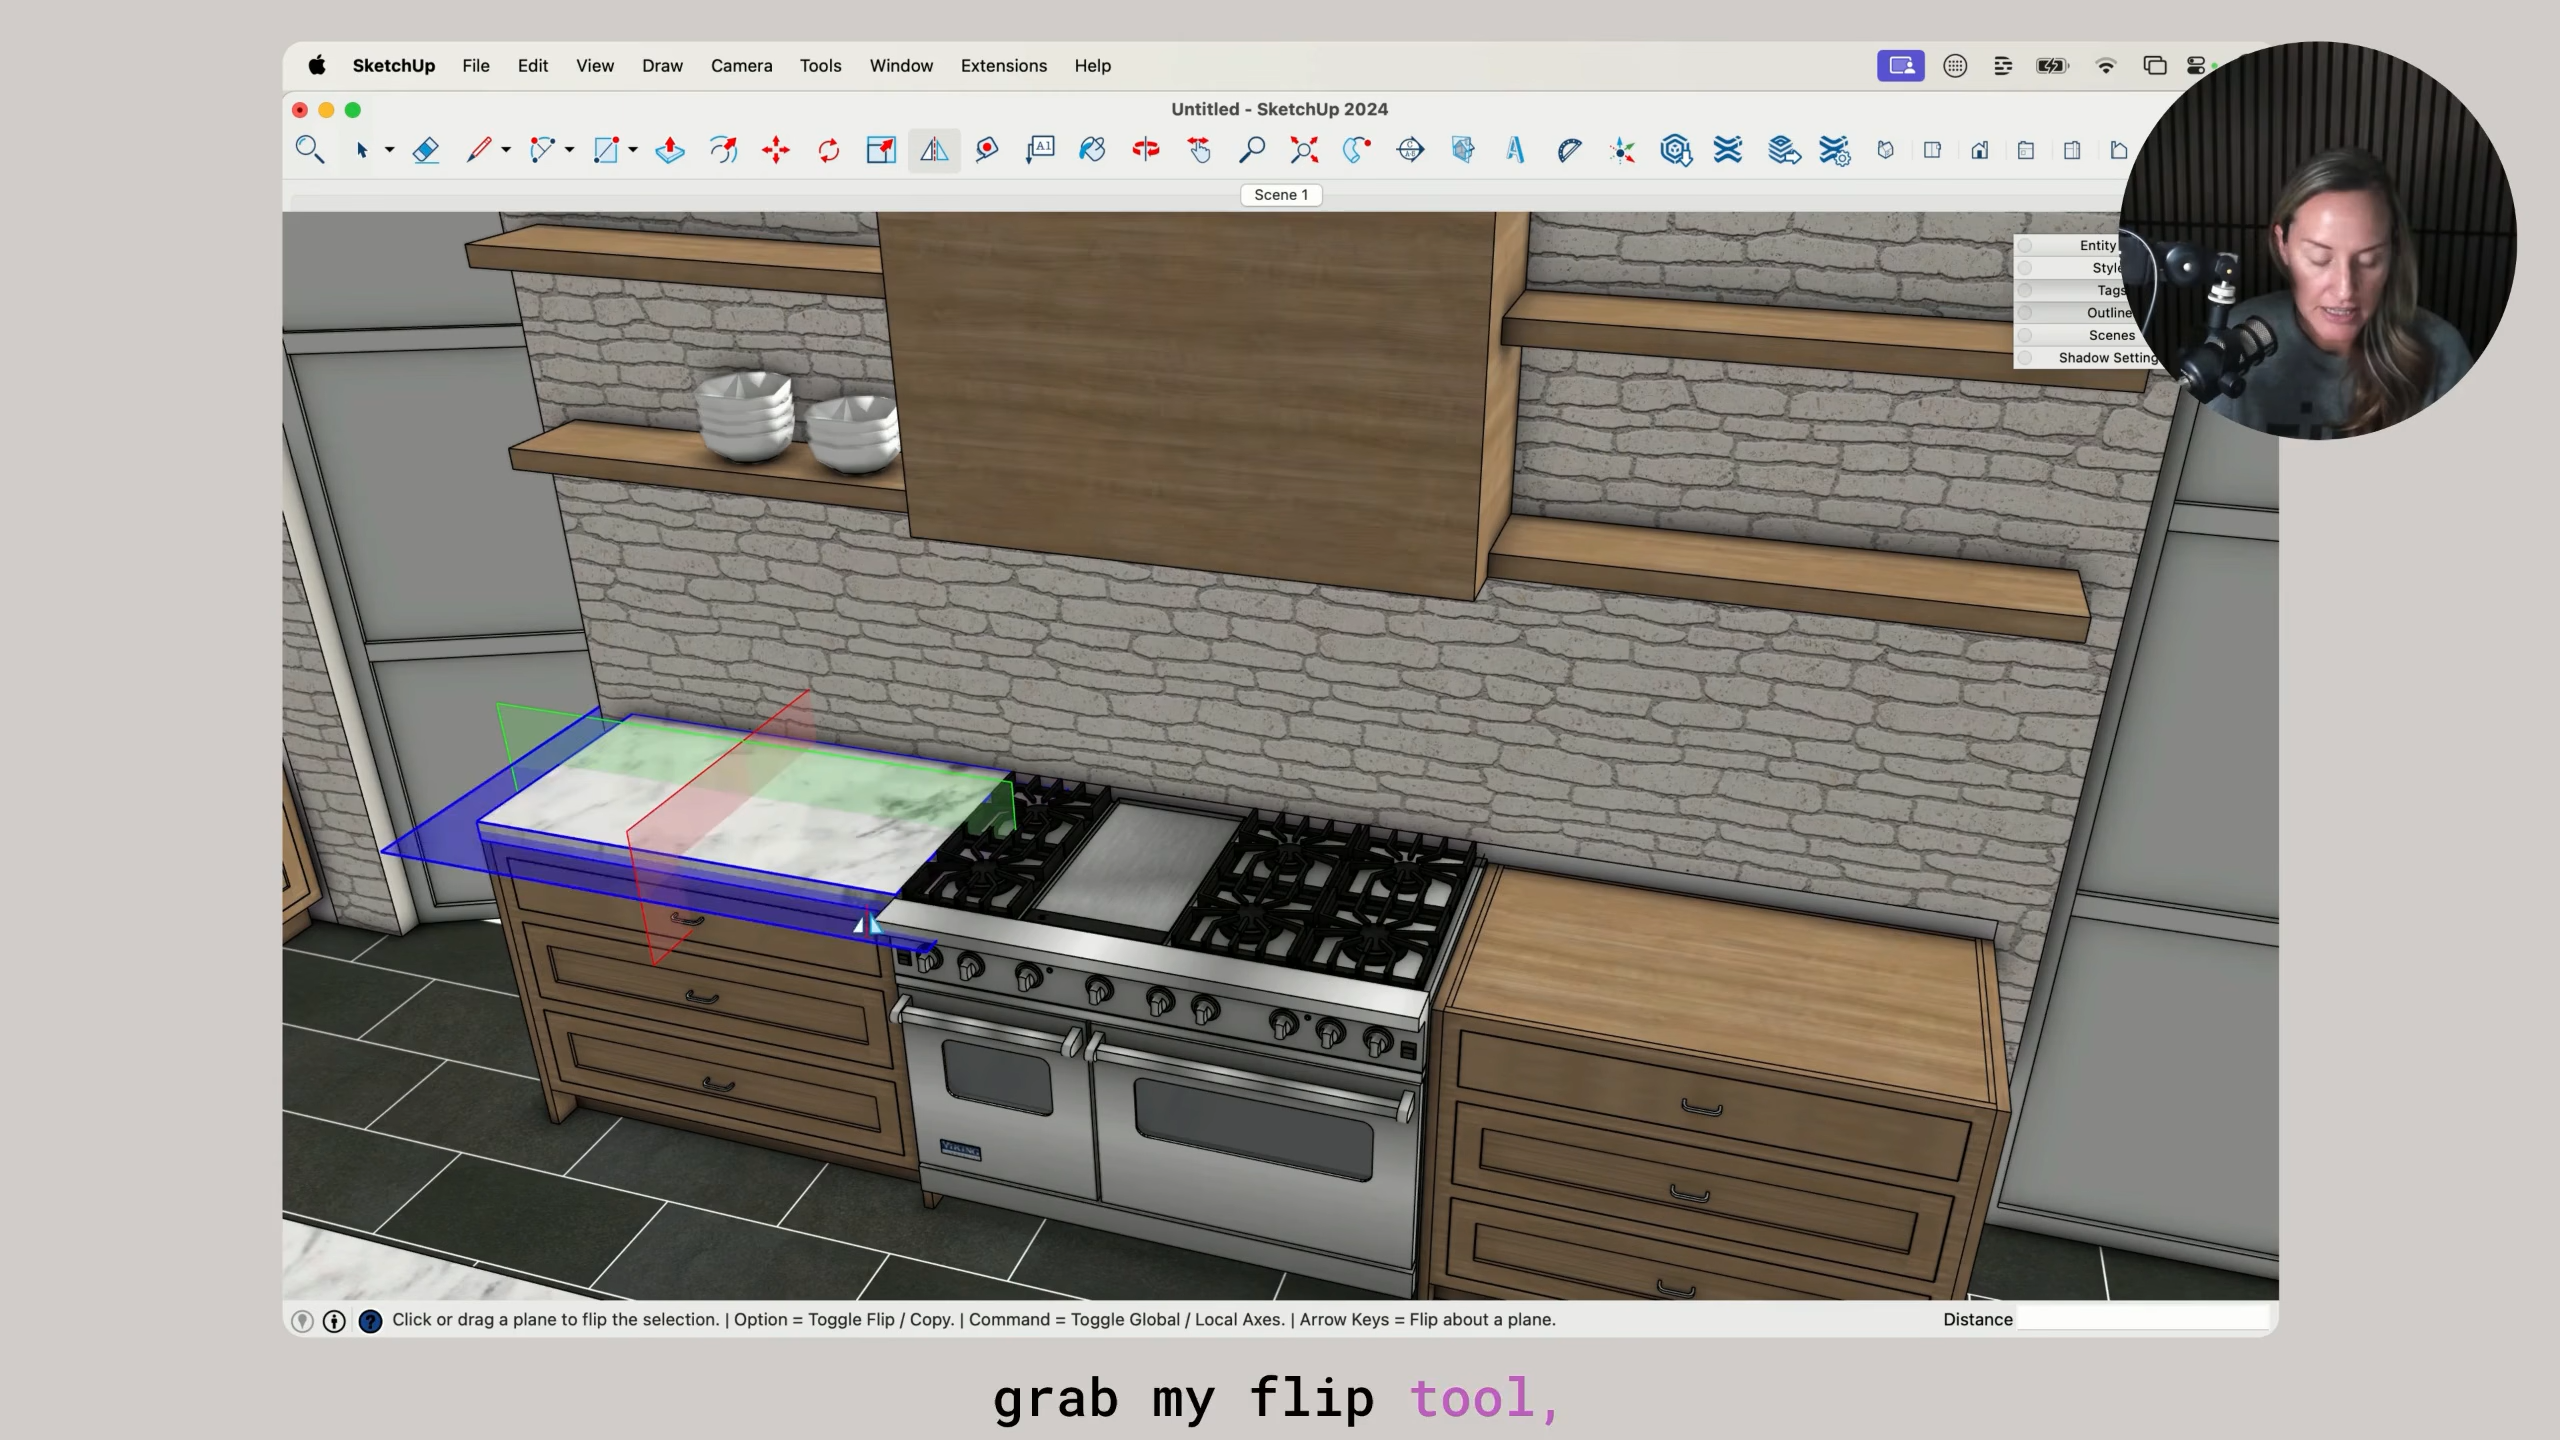 SketchUp File Edit View Draw Camera Tools Window Extensions Help
Untitled - SketchUp 2024
A1
Scene 1
Entity
Style
Tags
Outline
Scenes
Shadow Setting
VIKING
Click or drag a plane to flip the selection. | Option = Toggle Flip / Copy. | Command = Toggle Global / Local Axes. | Arrow Keys = Flip about a plane.
Distance
grab my flip tool,